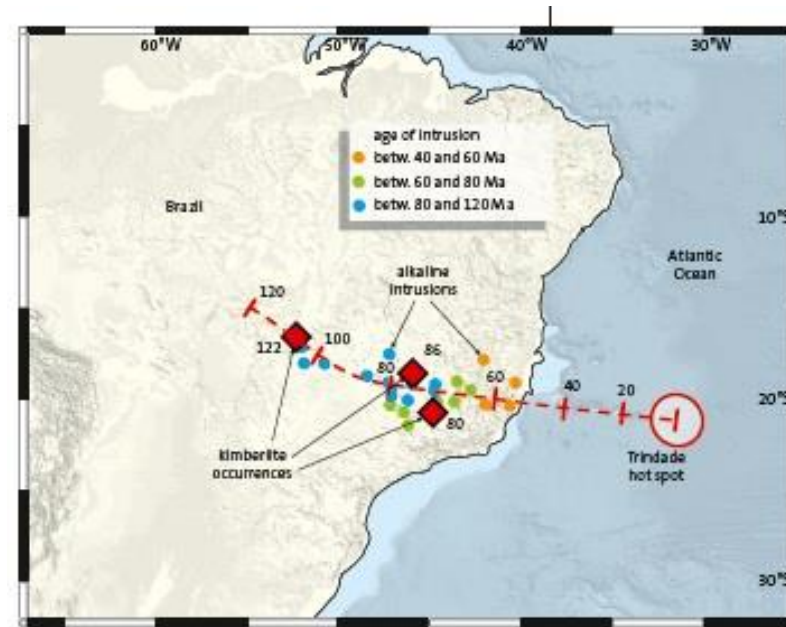 60°W 50°W 40°W 30°W
age of intrusion
betw. 40 and 60 Ma
betw. 60 and 80 Ma
betw. 80 and 120 Ma
Brazil
10°S
Atlantic
Ocean
alkaline
intrusions
120
122
100
86
80
60
40
20
20°S
80
kimberlite
occurrences
Trindade
hot spot
30°S